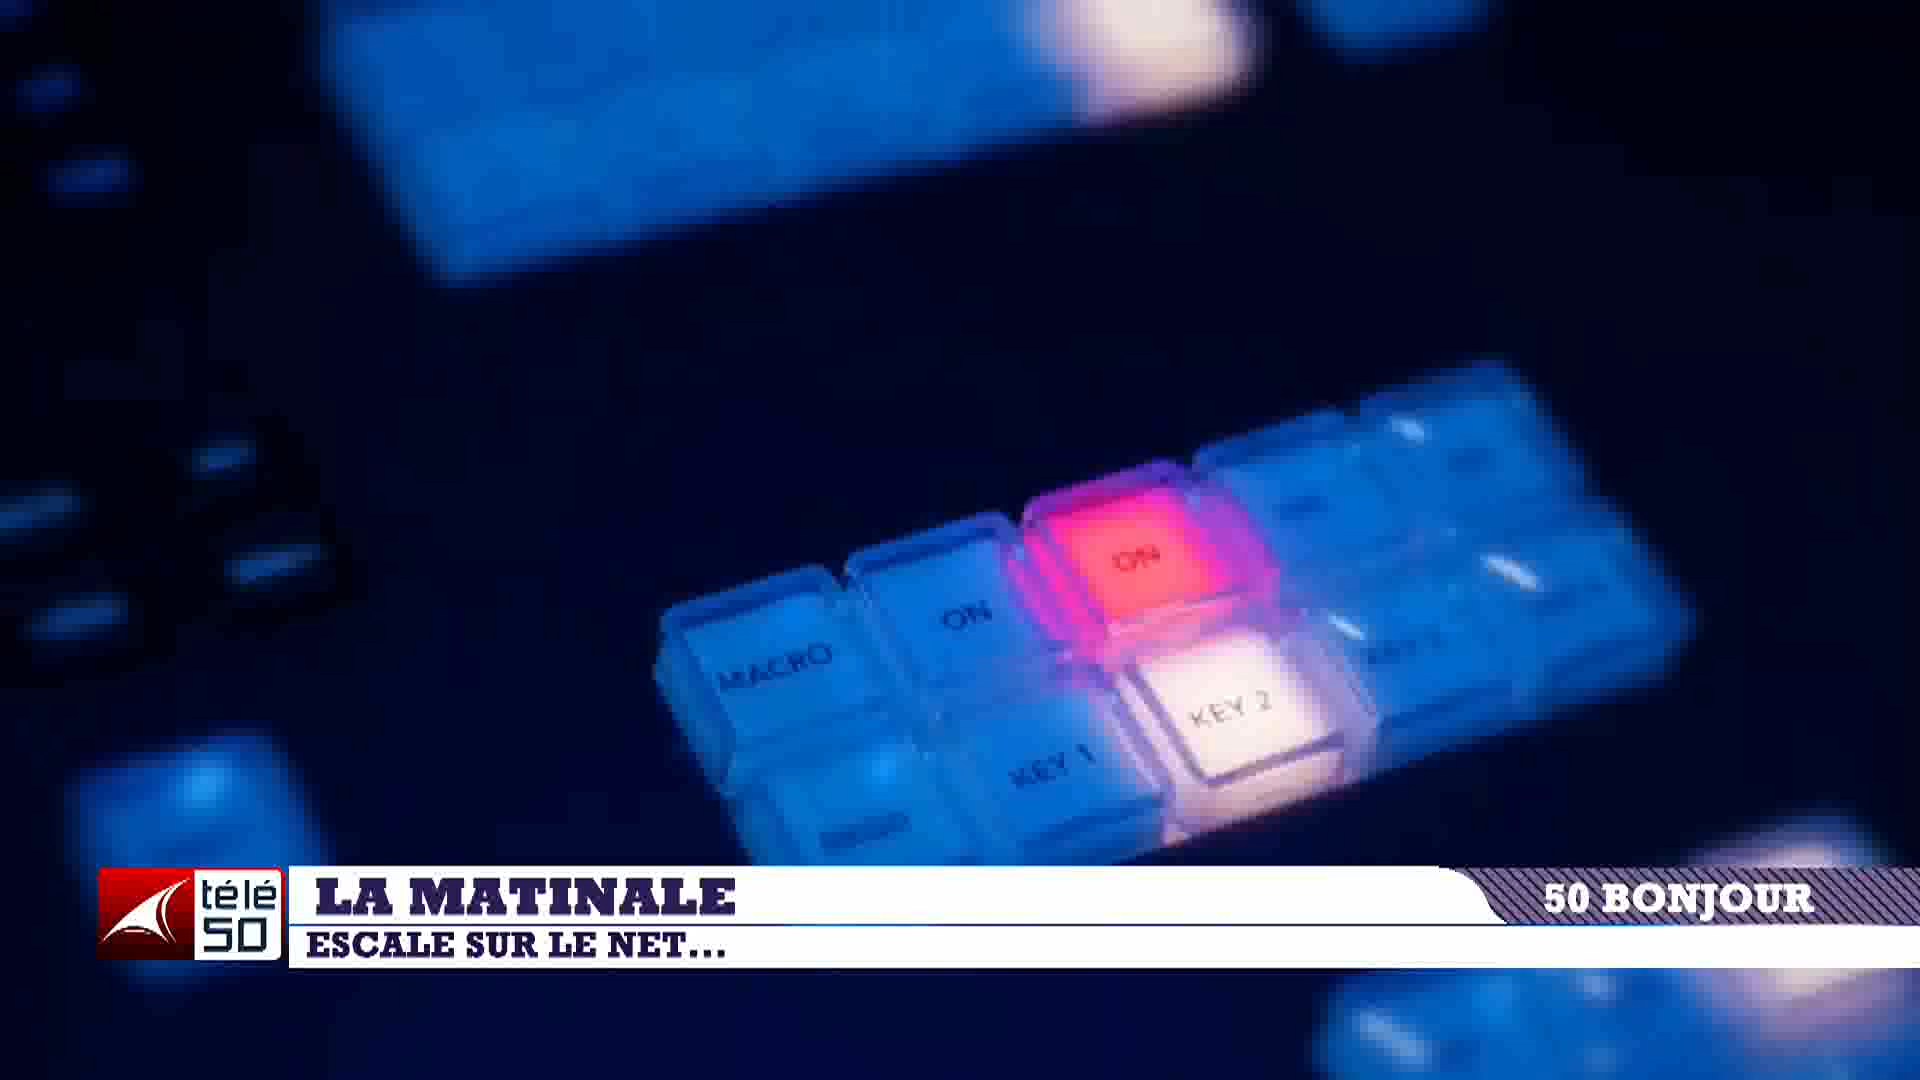 ON
ON
MACRO
KEY 2
KEY 1
télé
50
LA MATINALE
50 BONJOUR
ESCALE SUR LE NET...